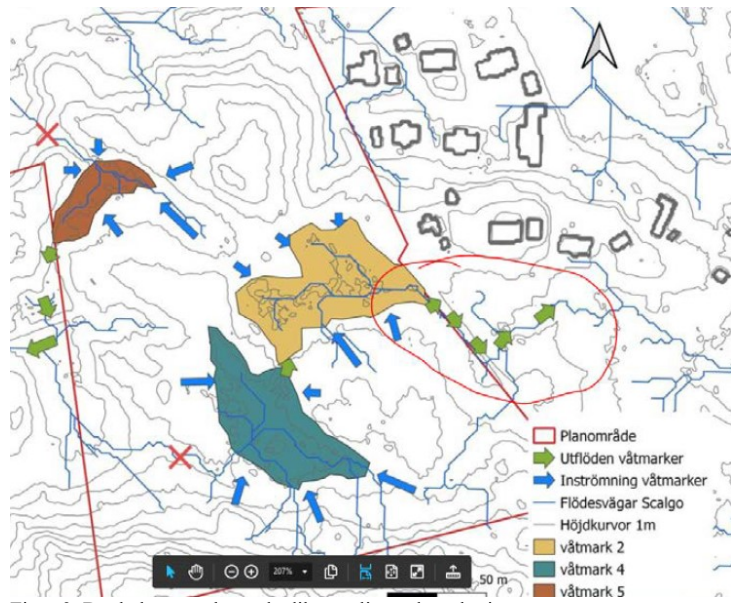 Planområde
Utflöden våtmarker
Inströmning våtmarker
Flödesvägar Scalgo
Höjdkurvor 1m
våtmark 2
våtmark 4
våtmark 5
207%
50 m